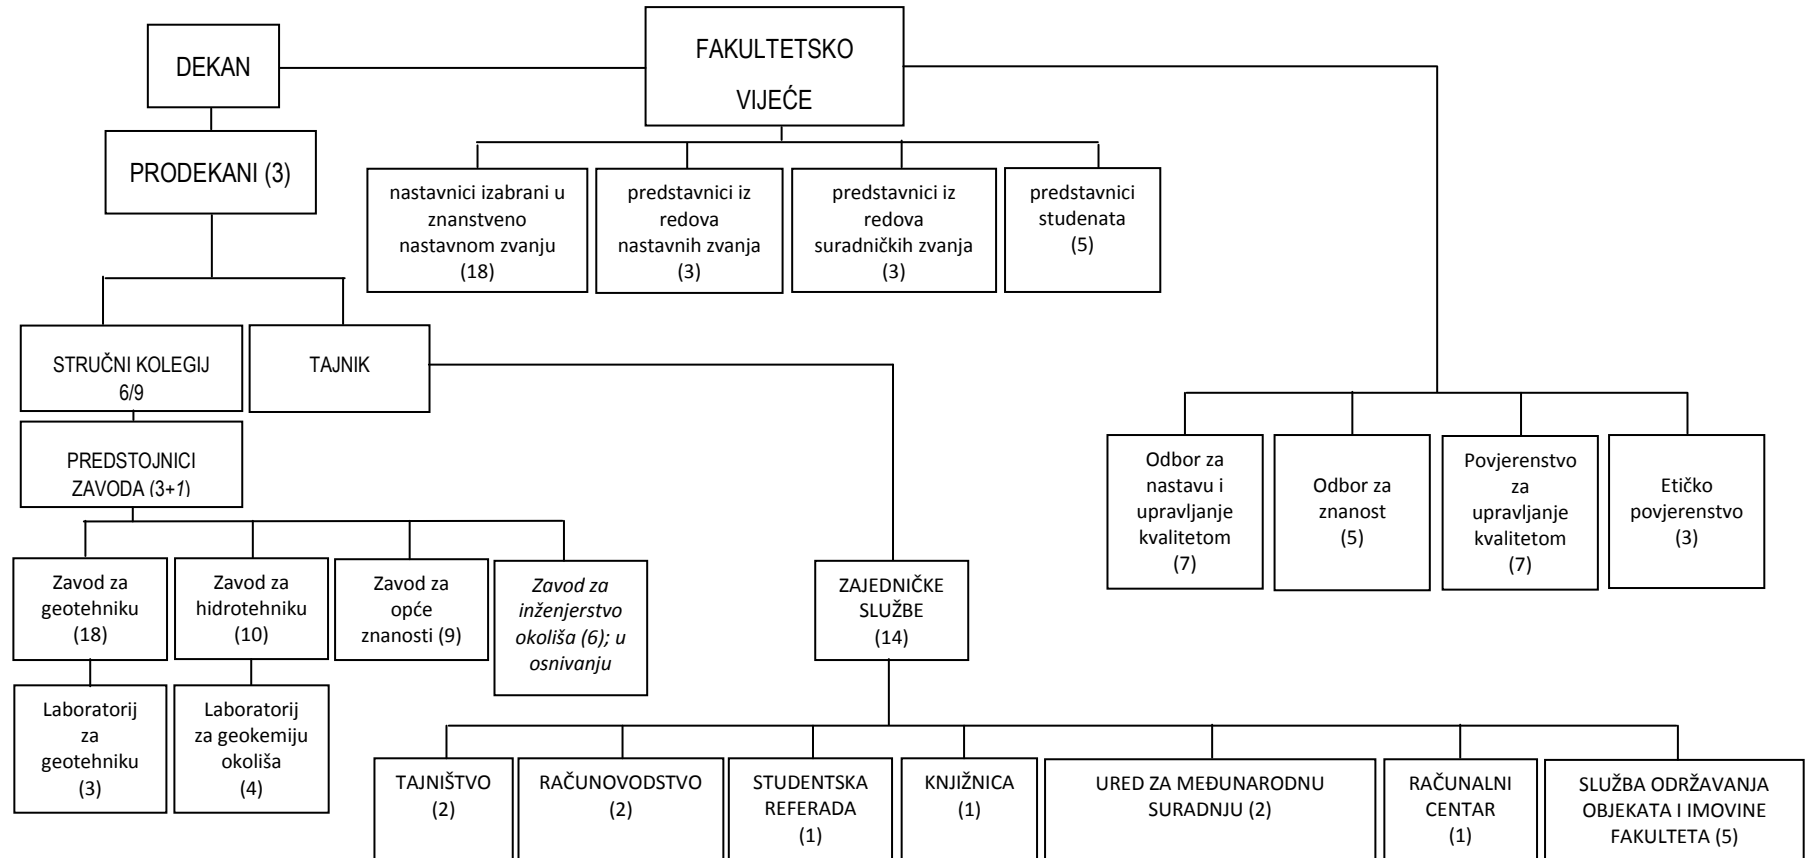 DEKAN
FAKULTETSKO
VIJEĆE
PRODEKANI (3)
nastavnici izabrani u
znanstveno
nastavnom zvanju
(18)
predstavnici iz
redova
nastavnih zvanja
(3)
predstavnici iz
redova
suradničkih zvanja
(3)
predstavnici
studenata
(5)
STRUČNI KOLEGIJ
6/9
TAJNIK
PREDSTOJNICI
ZAVODA (3+1)
Odbor za
nastavu i
upravljanje
kvalitetom
(7)
Odbor za
znanost
(5)
Povjerenstvo
za
upravljanje
kvalitetom
(7)
Etičko
povjerenstvo
(3)
Zavod za
geotehniku
(18)
Zavod za
hidrotehniku
(10)
Zavod za
opće
znanosti (9)
Zavod za
inženjerstvo
okoliša (6); u
osnivanju
ZAJEDNIČKE
SLUŽBE
(14)
Laboratorij
za
geotehniku
(3)
Laboratorij
za geokemiju
okoliša
(4)
TAJNIŠTVO
(2)
RAČUNOVODSTVO
(2)
STUDENTSKA
REFERADA
(1)
KNJIŽNICA
(1)
URED ZA MEĐUNARODNU
SURADNJU (2)
RAČUNALNI
CENTAR
(1)
SLUŽBA ODRŽAVANJA
OBJEKATA I IMOVINE
FAKULTETA (5)